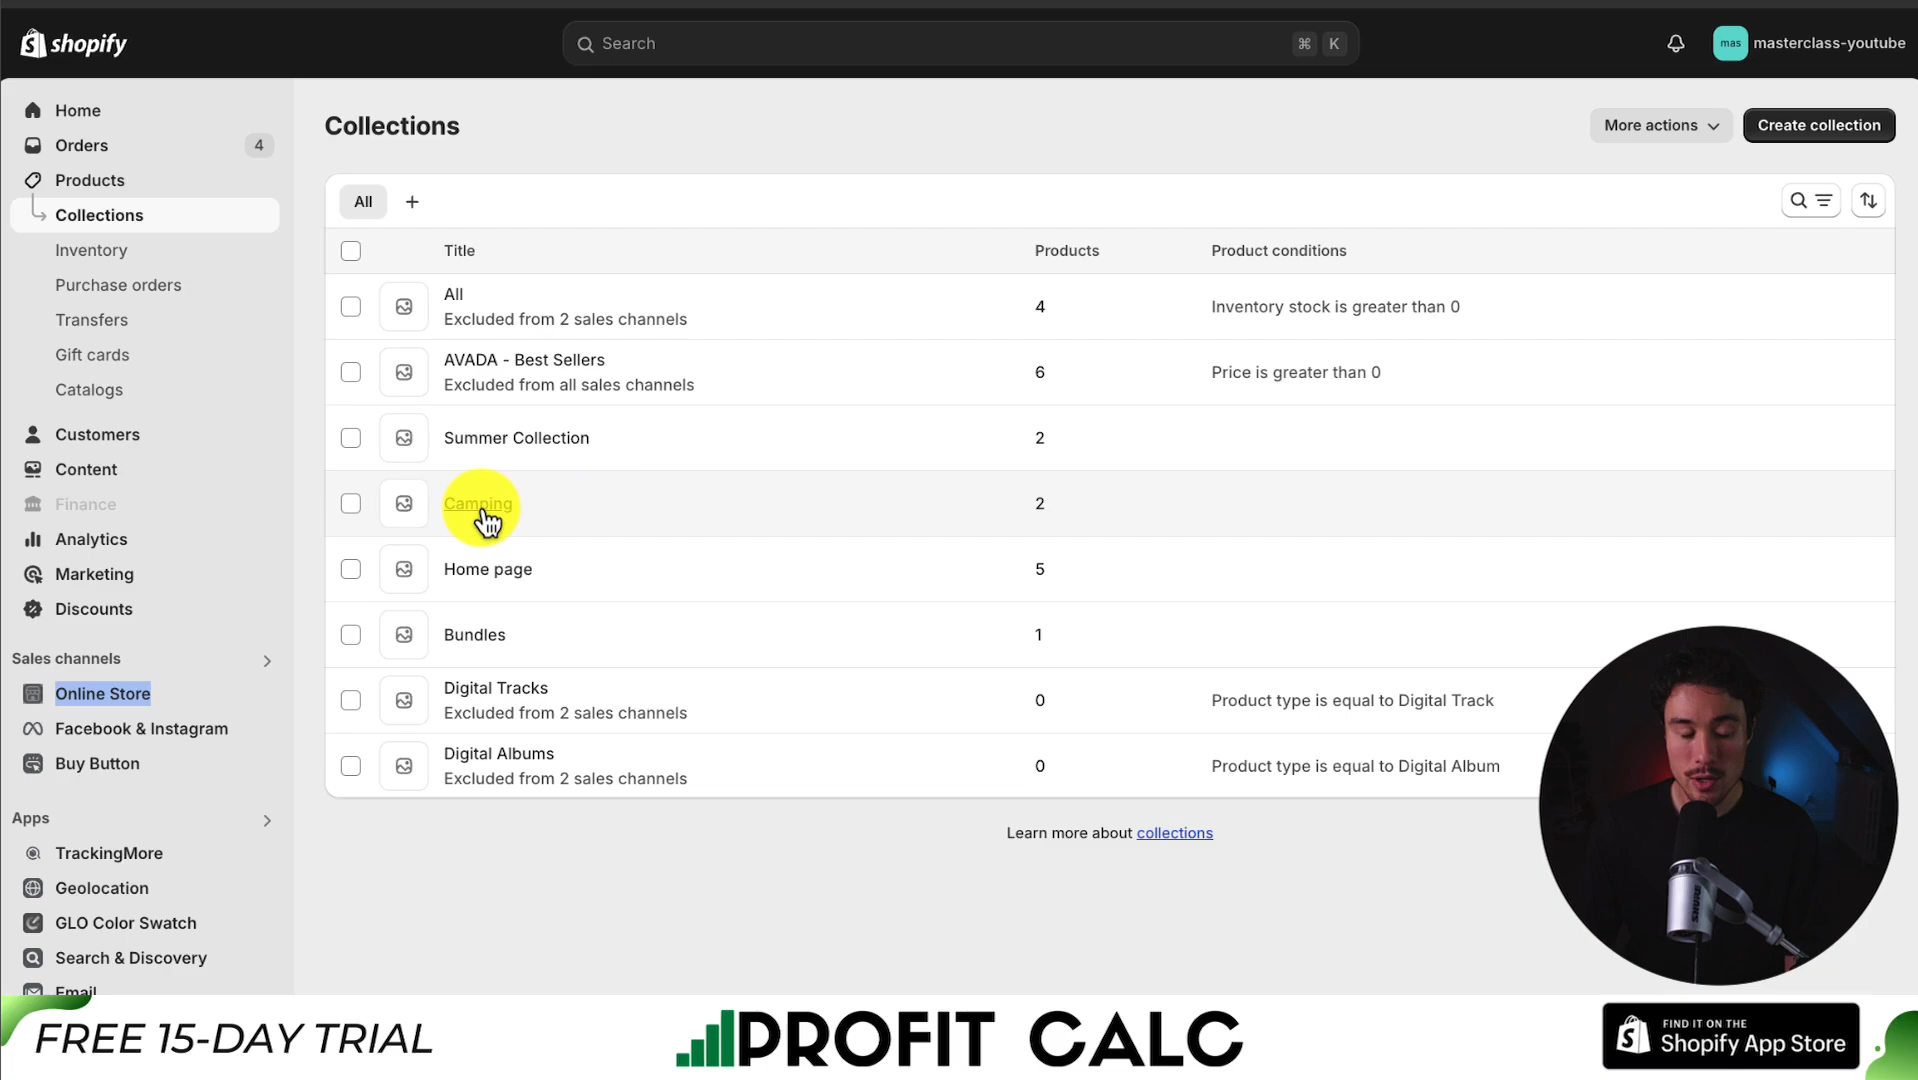 shopify
Search
⌘ K
mas
masterclass-youtube
Home
Orders
4
Products
Collections
Inventory
Purchase orders
Transfers
Gift cards
Catalogs
Customers
Content
Finance
Analytics
Marketing
Discounts
Sales channels
Online Store
Facebook & Instagram
Buy Button
Apps
TrackingMore
Geolocation
GLO Color Swatch
Search & Discovery
Email
Collections
More actions
Create collection
All +
Title Products Product conditions
All
Excluded from 2 sales channels
4
Inventory stock is greater than 0
AVADA - Best Sellers
Excluded from all sales channels
6
Price is greater than 0
Summer Collection
2
Camping
2
Home page
5
Bundles
1
Digital Tracks
Excluded from 2 sales channels
0
Product type is equal to Digital Track
Digital Albums
Excluded from 2 sales channels
0
Product type is equal to Digital Album
Learn more about collections
SHURE
FREE 15-DAY TRIAL
PROFIT CALC
FIND IT ON THE
Shopify App Store